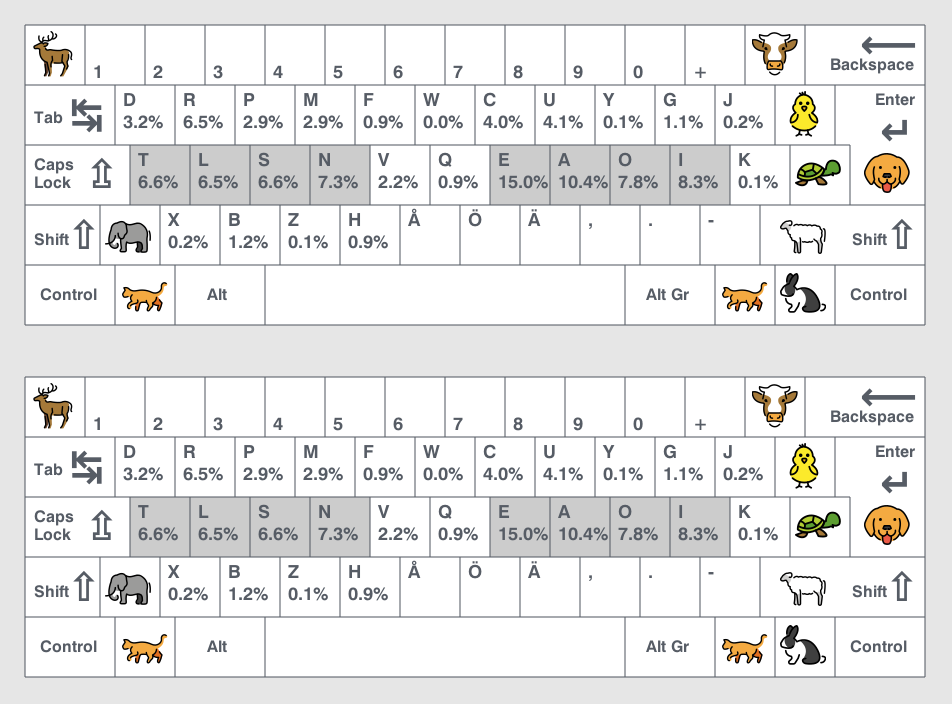 1 2 3 4 5 6 7 8 9 0 + Backspace
Tab D R P M F W C U Y G J Enter
3.2% 6.5% 2.9% 2.9% 0.9% 0.0% 4.0% 4.1% 0.1% 1.1% 0.2%
Caps T L S N V Q E A O I K
Lock 6.6% 6.5% 6.6% 7.3% 2.2% 0.9% 15.0% 10.4% 7.8% 8.3% 0.1%
Shift X B Z H Å Ö Ä , . - Shift
0.2% 1.2% 0.1% 0.9%
Control Alt Alt Gr Control
1 2 3 4 5 6 7 8 9 0 + Backspace
Tab D R P M F W C U Y G J Enter
3.2% 6.5% 2.9% 2.9% 0.9% 0.0% 4.0% 4.1% 0.1% 1.1% 0.2%
Caps T L S N V Q E A O I K
Lock 6.6% 6.5% 6.6% 7.3% 2.2% 0.9% 15.0% 10.4% 7.8% 8.3% 0.1%
Shift X B Z H Å Ö Ä , . - Shift
0.2% 1.2% 0.1% 0.9%
Control Alt Alt Gr Control